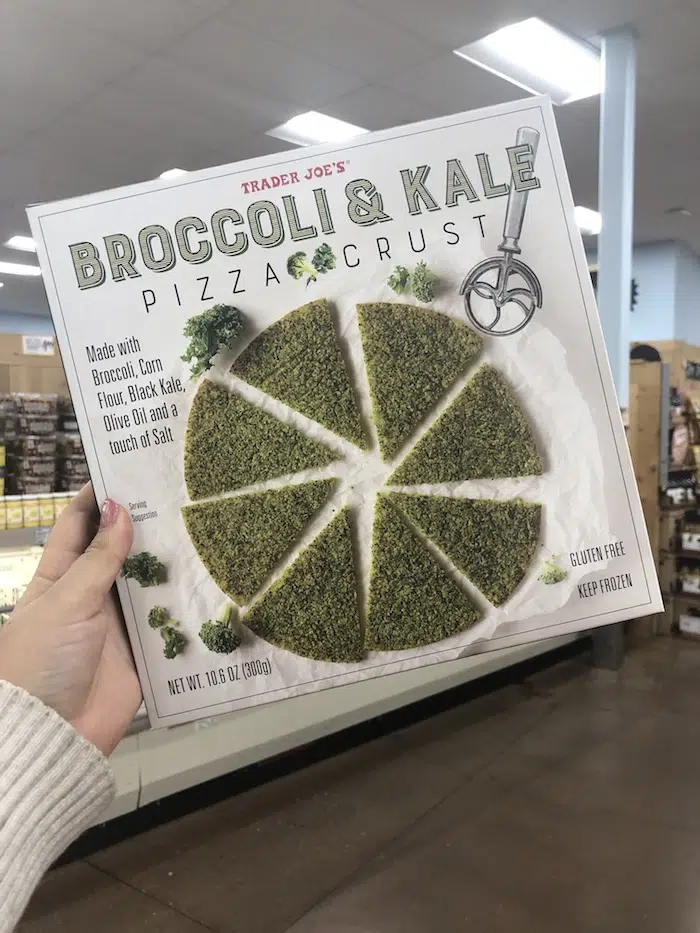 TRADER JOE'S®
BROCCOLI & KALE
PIZZA CRUST
Made with
Broccoli, Corn
Flour, Black Kale,
Olive Oil and a
touch of Salt
Serving
Suggestion
GLUTEN FREE
KEEP FROZEN
NET WT. 10.6 OZ (300g)